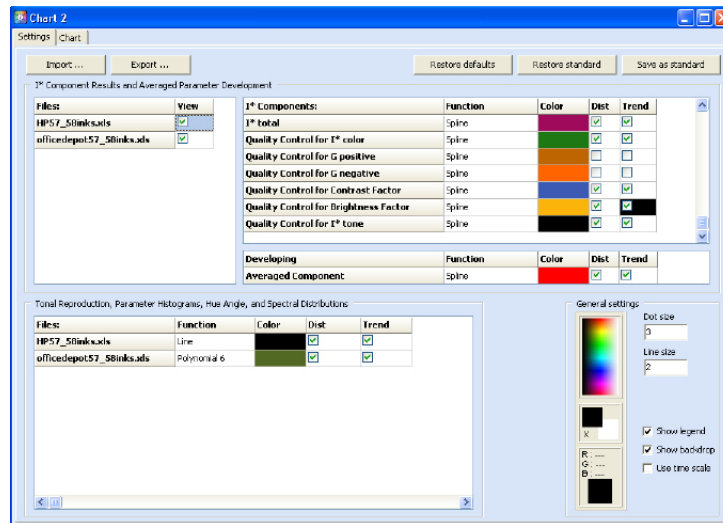 Chart 2
Settings Chart
Import ... Export ... Restore defaults Restore standard Save as standard
I* Component Results and Averaged Parameter Development
Files: View
HP57_58inks.xls
officedepot57_58inks.xls
I* Components: Function Color Dist Trend
I* total Spline
Quality Control for I* color Spline
Quality Control for G positive Spline
Quality Control for G negative Spline
Quality Control for Contrast Factor Spline
Quality Control for Brightness Factor Spline
Quality Control for I* tone Spline
Developing Function Color Dist Trend
Averaged Component Spline
Tonal Reproduction, Parameter Histograms, Hue Angle, and Spectral Distributions
Files: Function Color Dist Trend
HP57_58inks.xls Line
officedepot57_58inks.xls Polynomial 6
General settings
Dot size
3
Line size
2
X
R : ---
G : ---
B : ---
Show legend
Show backdrop
Use time scale